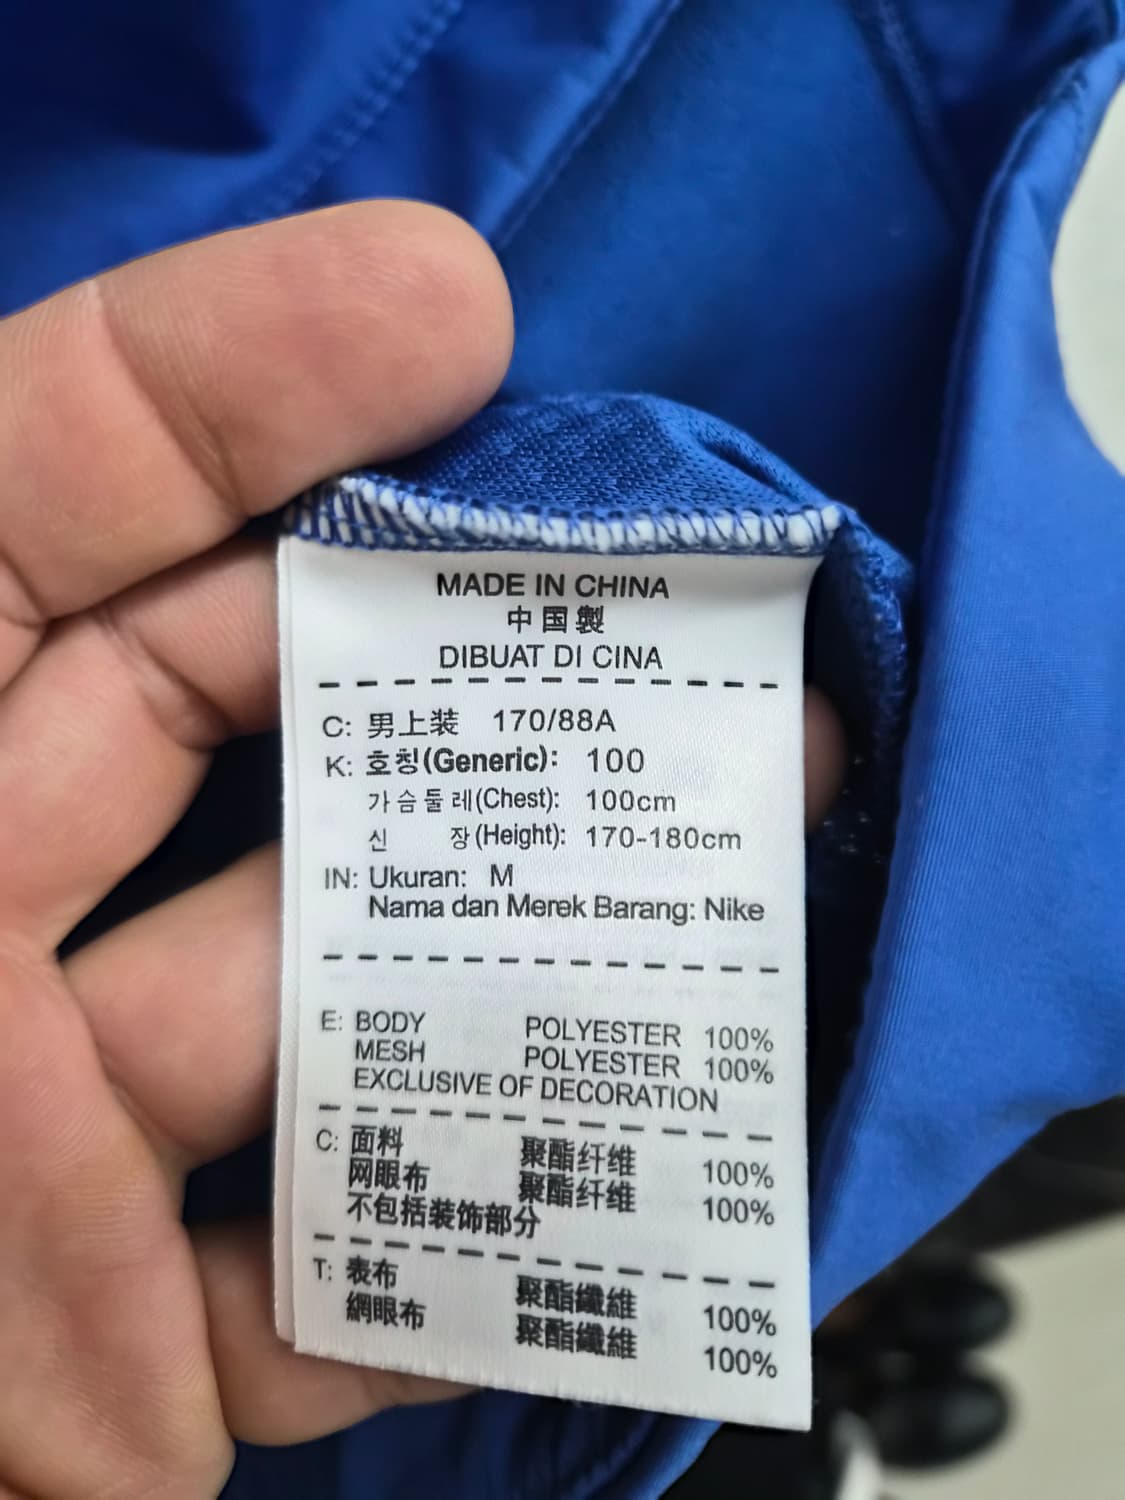 MADE IN CHINA
中国製
DIBUAT DI CINA
C: 男上装 170/88A
K: 호칭(Generic): 100
가슴둘레(Chest): 100cm
신 장(Height): 170-180cm
IN: Ukuran: M
Nama dan Merek Barang: Nike
E: BODY POLYESTER 100%
MESH POLYESTER 100%
EXCLUSIVE OF DECORATION
C: 面料 聚酯纤维 100%
网眼布 聚酯纤维 100%
不包括装饰部分
T: 表布 聚酯纖維 100%
網眼布 聚酯纖維 100%